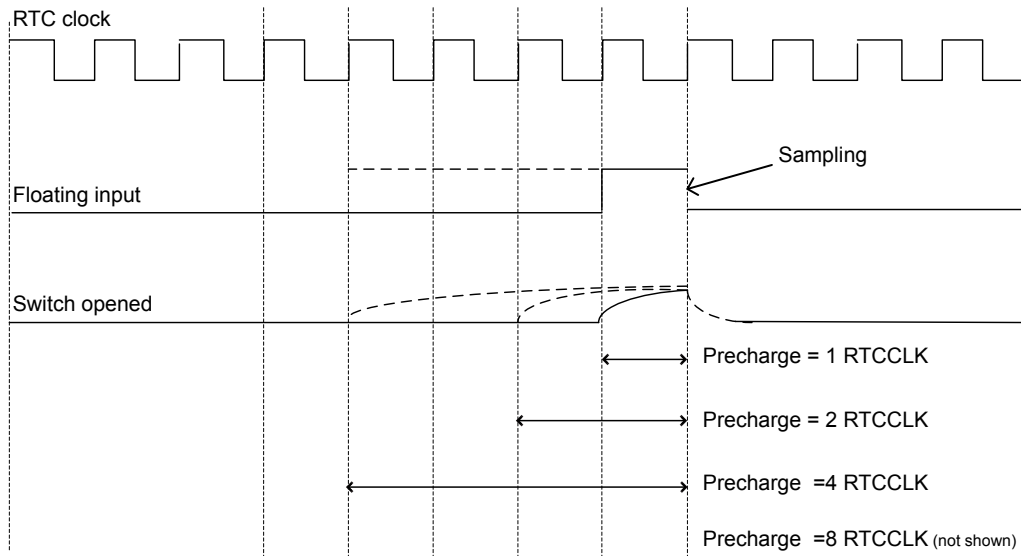 RTC clock
Sampling
Floating input
Switch opened
Precharge = 1 RTCCLK
Precharge = 2 RTCCLK
Precharge =4 RTCCLK
Precharge =8 RTCCLK (not shown)